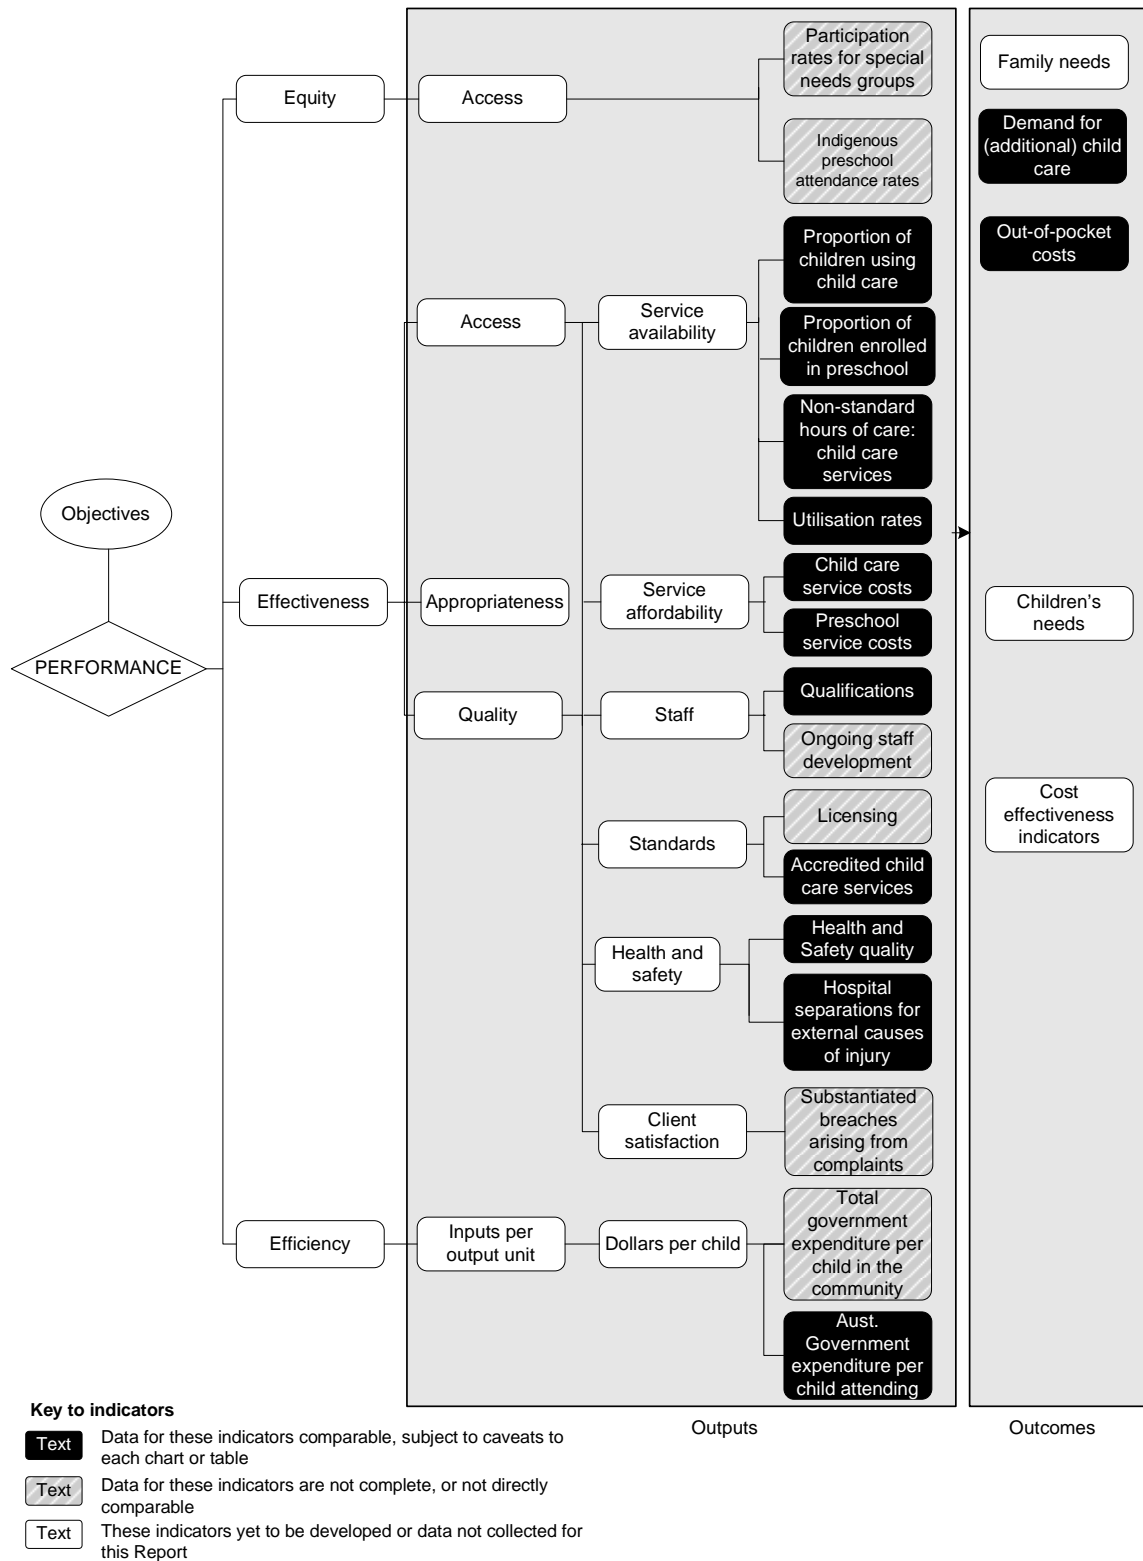 Objectives
PERFORMANCE
Equity
Access
Participation
rates for special
needs groups
Indigenous
preschool
attendance rates
Effectiveness
Access
Service
availability
Proportion of
children using
child care
Proportion of
children enrolled
in preschool
Non-standard
hours of care:
child care
services
Utilisation rates
Appropriateness
Service
affordability
Child care
service costs
Preschool
service costs
Quality
Staff
Qualifications
Ongoing staff
development
Standards
Licensing
Accredited child
care services
Health and
safety
Health and
Safety quality
Hospital
separations for
external causes
of injury
Client
satisfaction
Substantiated
breaches
arising from
complaints
Efficiency
Inputs per
output unit
Dollars per child
Total
government
expenditure per
child in the
community
Aust.
Government
expenditure per
child attending
Outputs
Family needs
Demand for
(additional) child
care
Out-of-pocket
costs
Children's
needs
Cost
effectiveness
indicators
Outcomes
Key to indicators
Text
Data for these indicators comparable, subject to caveats to
each chart or table
Text
Data for these indicators are not complete, or not directly
comparable
Text
These indicators yet to be developed or data not collected for
this Report